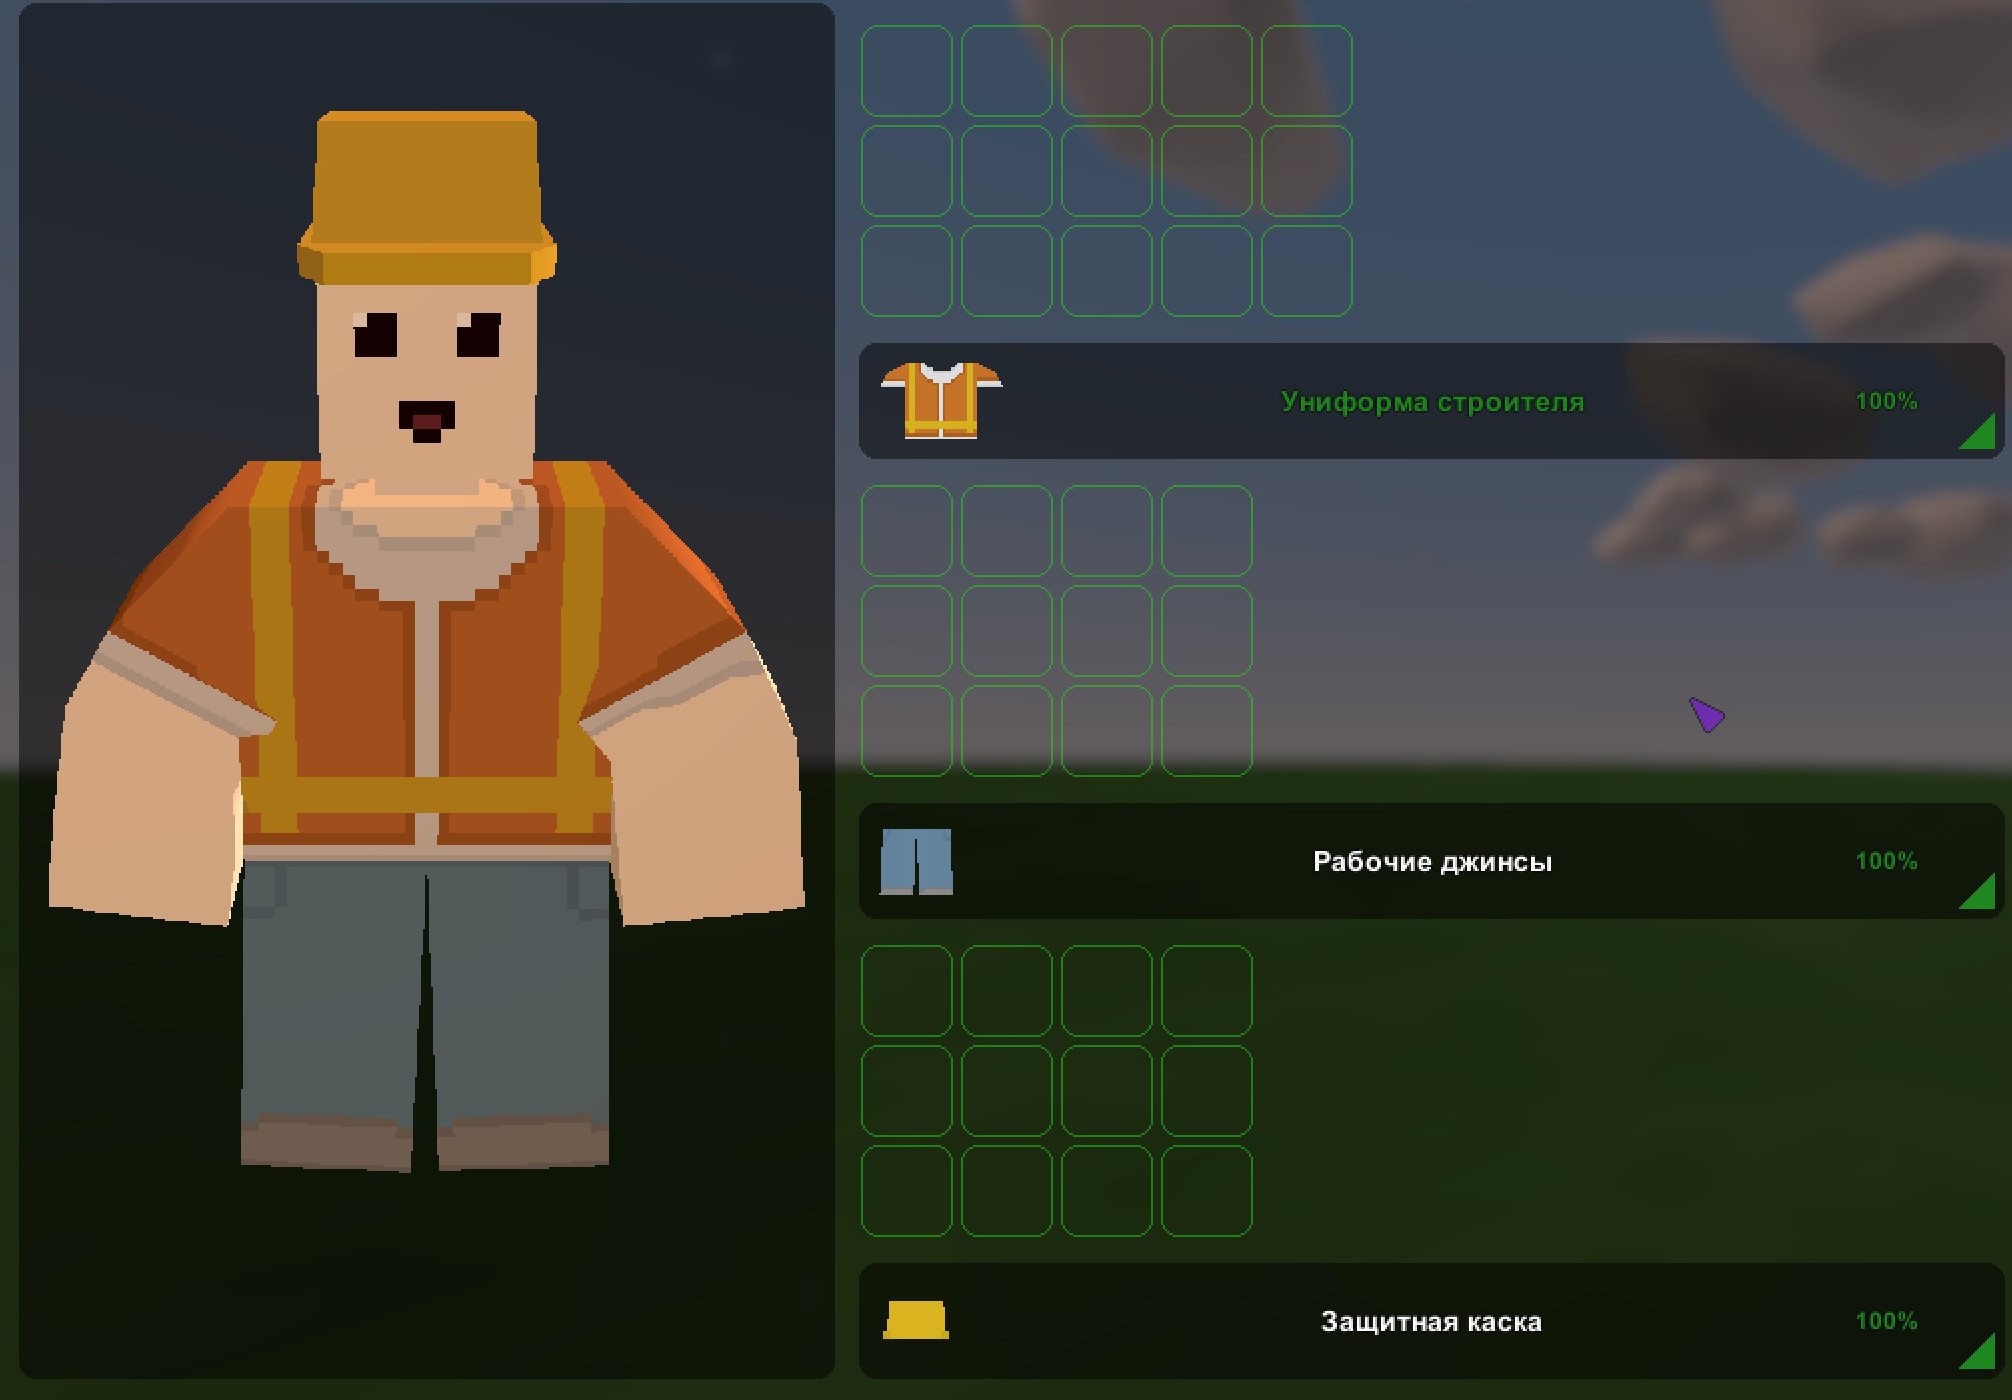 Униформа строителя 100%
Рабочие джинсы 100%
Защитная каска 100%